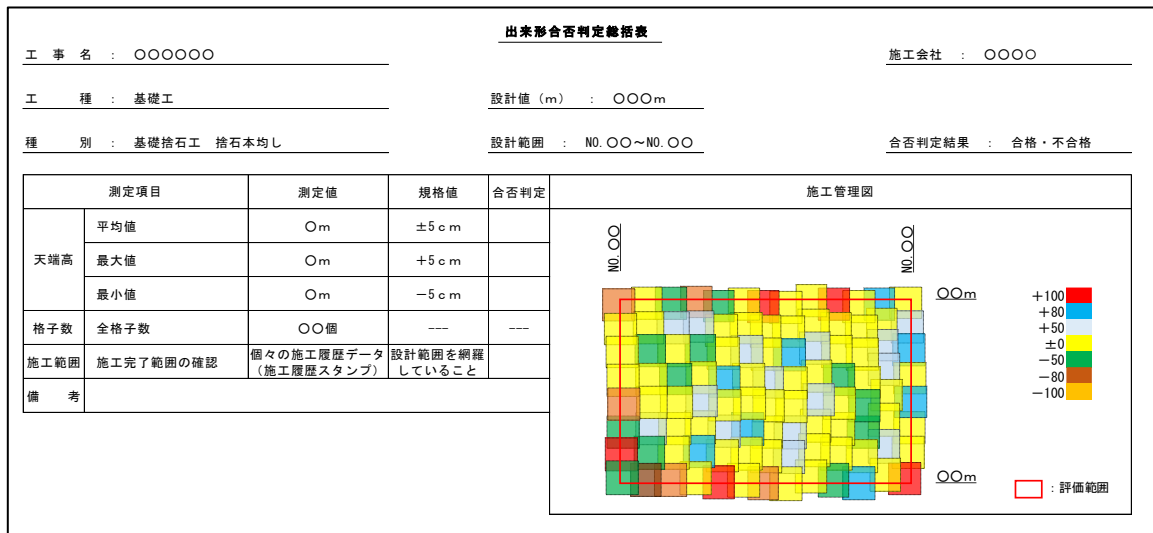 出来形合否判定総括表
工 事 名 : 〇〇〇〇〇〇
施工会社 : 〇〇〇〇
工 種 : 基礎工
設計値（m） : 〇〇〇m
種 別 : 基礎捨石工 捨石本均し
設計範囲 : NO.〇〇～NO.〇〇
合否判定結果 : 合格・不合格
測定項目 測定値 規格値 合否判定
天端高
平均値 〇m ±5cm
最大値 〇m +5cm
最小値 〇m －5cm
格子数 全格子数 〇〇個 --- ---
施工範囲 施工完了範囲の確認
個々の施工履歴データ
（施工履歴スタンプ）
設計範囲を網羅
していること
備 考
施工管理図
NO.〇〇
NO.〇〇
〇〇m
〇〇m
+100
+80
+50
±0
－50
－80
－100
：評価範囲